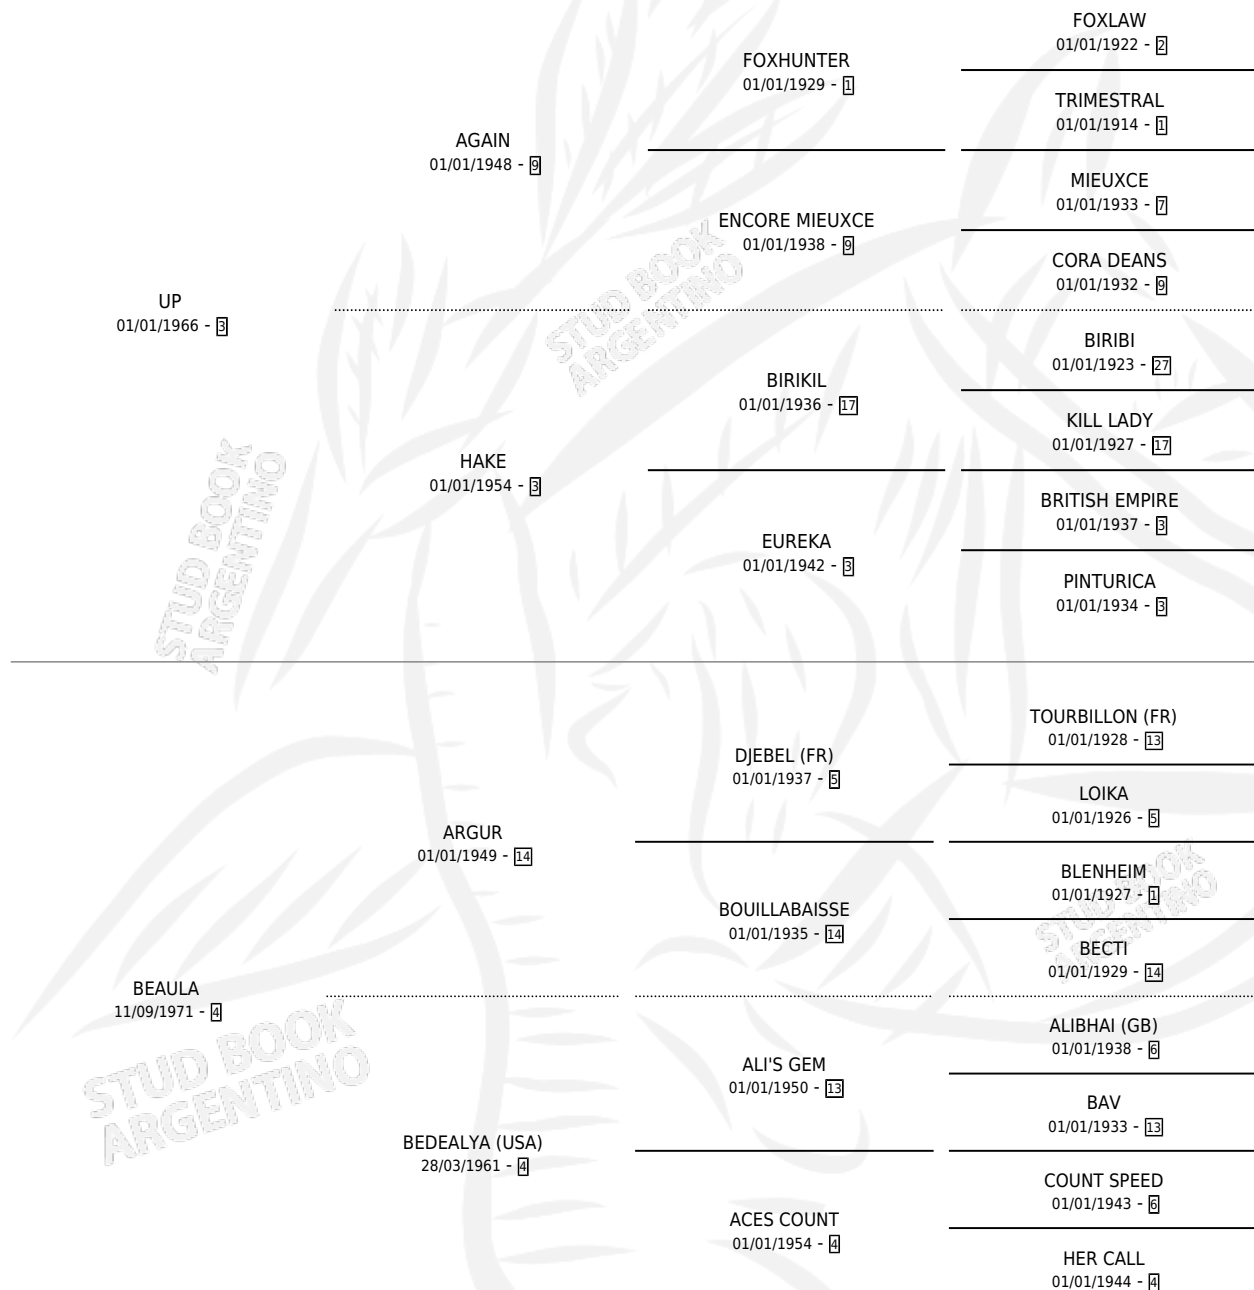 FOXLAW
01/01/1922 - 2
FOXHUNTER
01/01/1929 - 1
TRIMESTRAL
01/01/1914 - 1
AGAIN
01/01/1948 - 9
MIEUXCE
01/01/1933 - 7
ENCORE MIEUXCE
01/01/1938 - 9
CORA DEANS
01/01/1932 - 9
UP
01/01/1966 - 3
STUD BOOK
ARGENTINO
BIRIBI
01/01/1923 - 27
BIRIKIL
01/01/1936 - 17
KILL LADY
01/01/1927 - 17
HAKE
01/01/1954 - 3
BRITISH EMPIRE
01/01/1937 - 3
EUREKA
01/01/1942 - 3
PINTURICA
01/01/1934 - 3
STUD BOOK
ARGENTINO
TOURBILLON (FR)
01/01/1928 - 13
DJEBEL (FR)
01/01/1937 - 5
LOIKA
01/01/1926 - 5
ARGUR
01/01/1949 - 14
BLENHEIM
01/01/1927 - 1
BOUILLABAISSE
01/01/1935 - 14
BECTI
01/01/1929 - 14
STUD BOOK
ARGENTINO
BEAULA
11/09/1971 - 4
ALIBHAI (GB)
01/01/1938 - 6
ALI'S GEM
01/01/1950 - 13
BAV
01/01/1933 - 13
STUD BOOK
ARGENTINO
BEDEALYA (USA)
28/03/1961 - 4
COUNT SPEED
01/01/1943 - 6
ACES COUNT
01/01/1954 - 4
HER CALL
01/01/1944 - 4